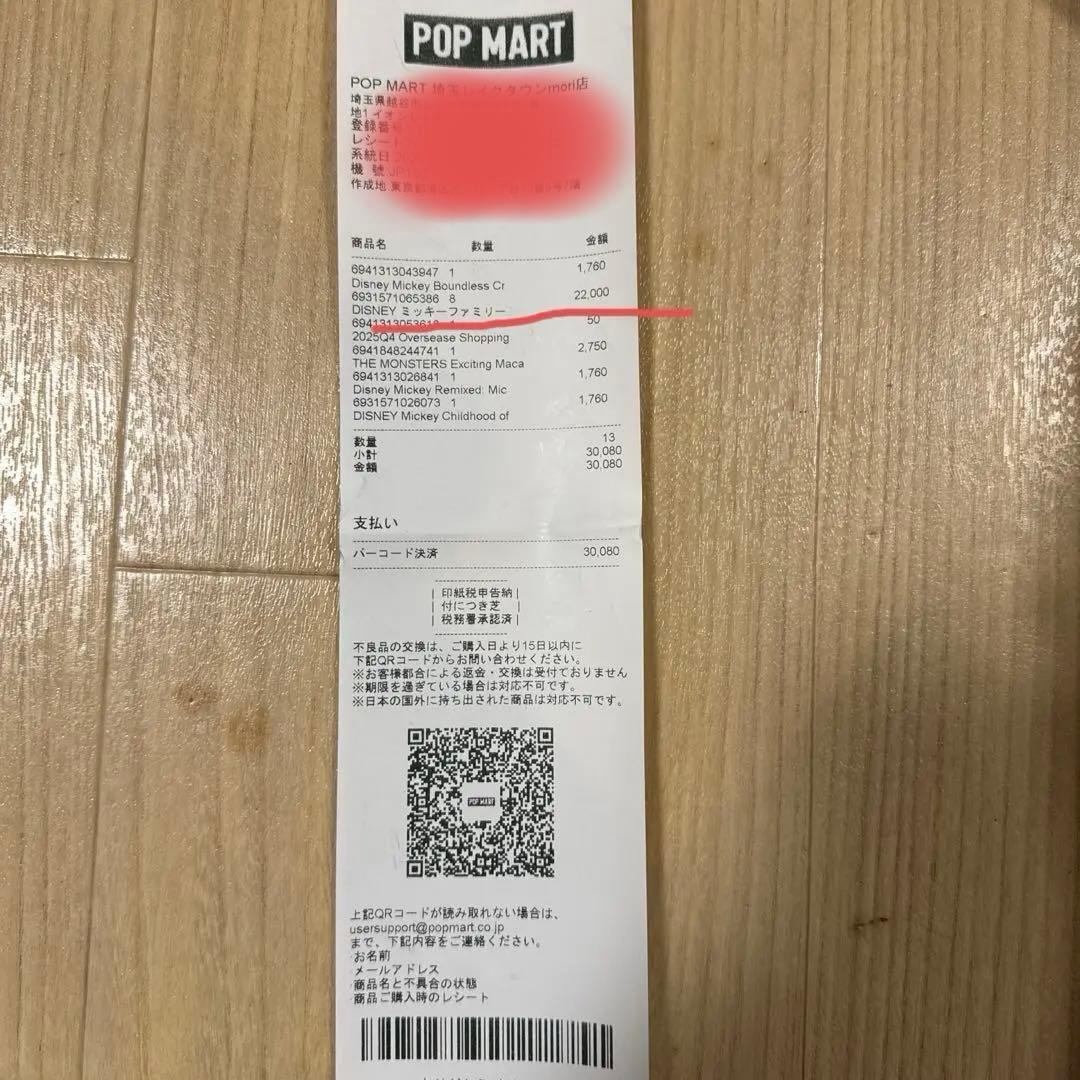 POP MART
POP MART 埼玉レイクタウンmori店
埼玉県越谷市
地1 イオン
登録番号
レシート
系統日
機 號:JP1
作成地:東京都
商品名 数量 金額
6941313043947 1 1,760
Disney Mickey Boundless Cr
6931571065386 8 22,000
DISNEY ミッキーファミリー
6941313053618 1 50
2025Q4 Oversease Shopping
6941848244741 1 2,750
THE MONSTERS Exciting Maca
6941313026841 1 1,760
Disney Mickey Remixed: Mic
6931571026073 1 1,760
DISNEY Mickey Childhood of
数量 13
小計 30,080
金額 30,080
支払い
バーコード決済 30,080
印紙税申告納
付につき芝
税務署承認済
不良品の交換は、ご購入日より15日以内に
下記QRコードからお問い合わせください。
※お客様都合による返金・交換は受付ておりません
※期限を過ぎている場合は対応不可です。
※日本の国外に持ち出された商品は対応不可です。
POP MART
上記QRコードが読み取れない場合は、
usersupport@popmart.co.jp
まで、下記内容をご連絡ください。
·お名前
·メールアドレス
·商品名と不具合の状態
·商品ご購入時のレシート